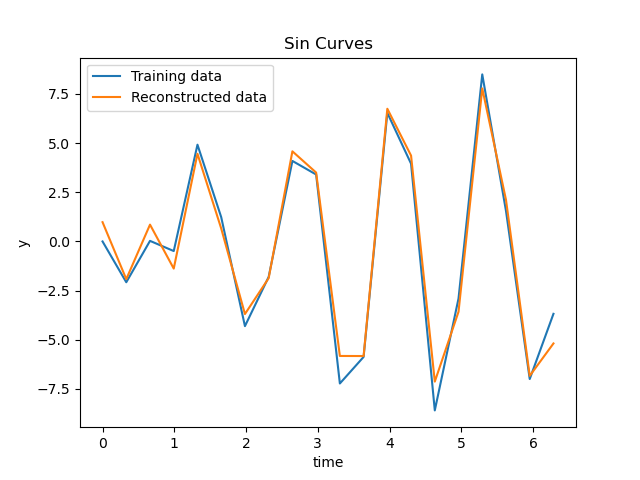 Sin Curves
Training data
Reconstructed data
7.5
5.0
2.5
0.0
−2.5
−5.0
−7.5
y
0 1 2 3 4 5 6
time